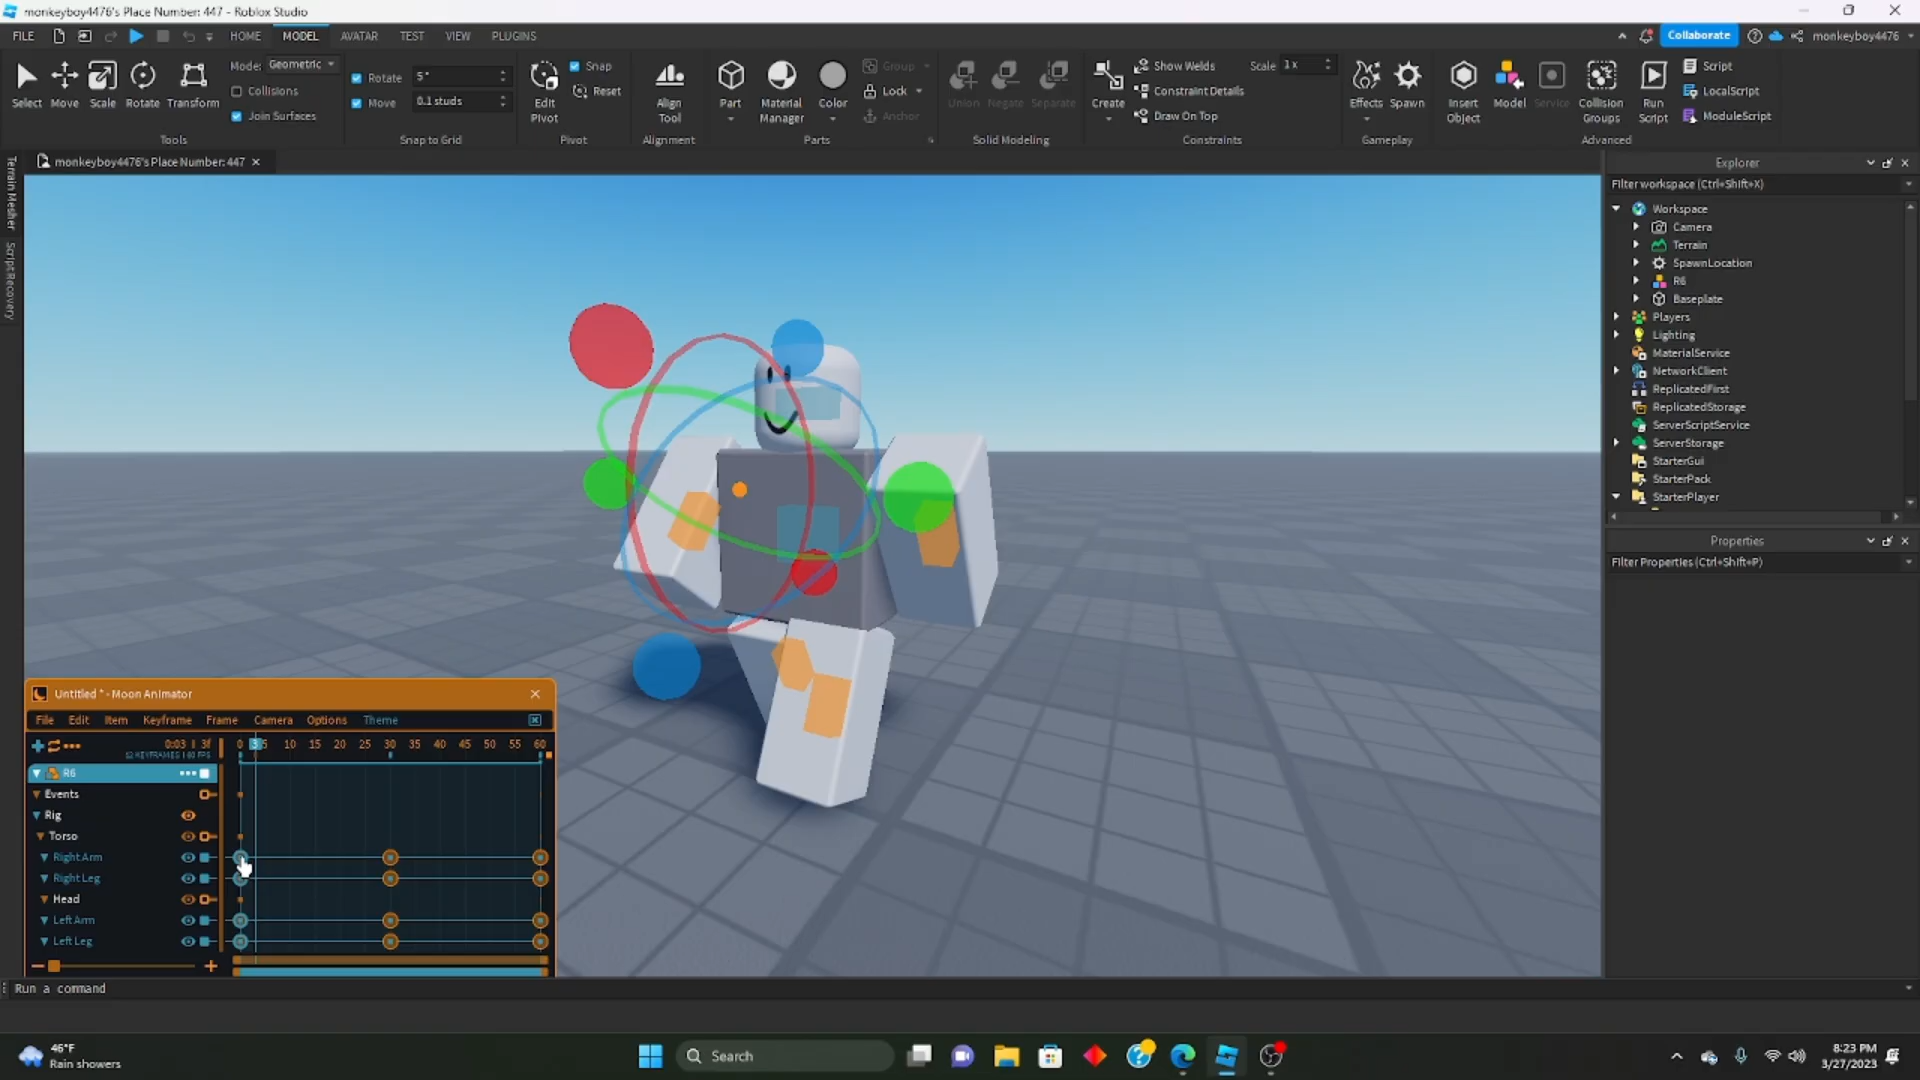 monkeyboy4476's Place Number: 447 - Roblox Studio
FILE HOME MODEL AVATAR TEST VIEW PLUGINS Collaborate monkeyboy4476
Select Move Scale Rotate Transform
Mode: Geometric
Collisions
Join Surfaces
Tools
Rotate 5°
Move 0.1 studs
Snap to Grid
Edit Pivot
Snap
Reset
Pivot
Align Tool
Alignment
Part
Material Manager
Color
Group
Lock
Anchor
Parts
Union Negate Separate
Solid Modeling
Create
Show Welds
Constraint Details
Draw On Top
Scale 1 x
Constraints
Effects Spawn
Gameplay
Insert Object
Model
Service
Collision Groups
Run Script
Script
LocalScript
ModuleScript
Advanced
monkeyboy4476's Place Number: 447
Terrain Mesher
Script Recovery
Explorer
Filter workspace (Ctrl+Shift+X)
Workspace
Camera
Terrain
SpawnLocation
R6
Baseplate
Players
Lighting
MaterialService
NetworkClient
ReplicatedFirst
ReplicatedStorage
ServerScriptService
ServerStorage
StarterGui
StarterPack
StarterPlayer
Properties
Filter Properties (Ctrl+Shift+P)
Untitled * - Moon Animator
File Edit Item Keyframe Frame Camera Options Theme
0:03 | 3f
12 KEYFRAMES | 60 FPS
0 3 5 10 15 20 25 30 35 40 45 50 55 60
R6
Events
Rig
Torso
Right Arm
Right Leg
Head
Left Arm
Left Leg
Run a command
46°F
Rain showers
Search
8:23 PM
3/27/2023